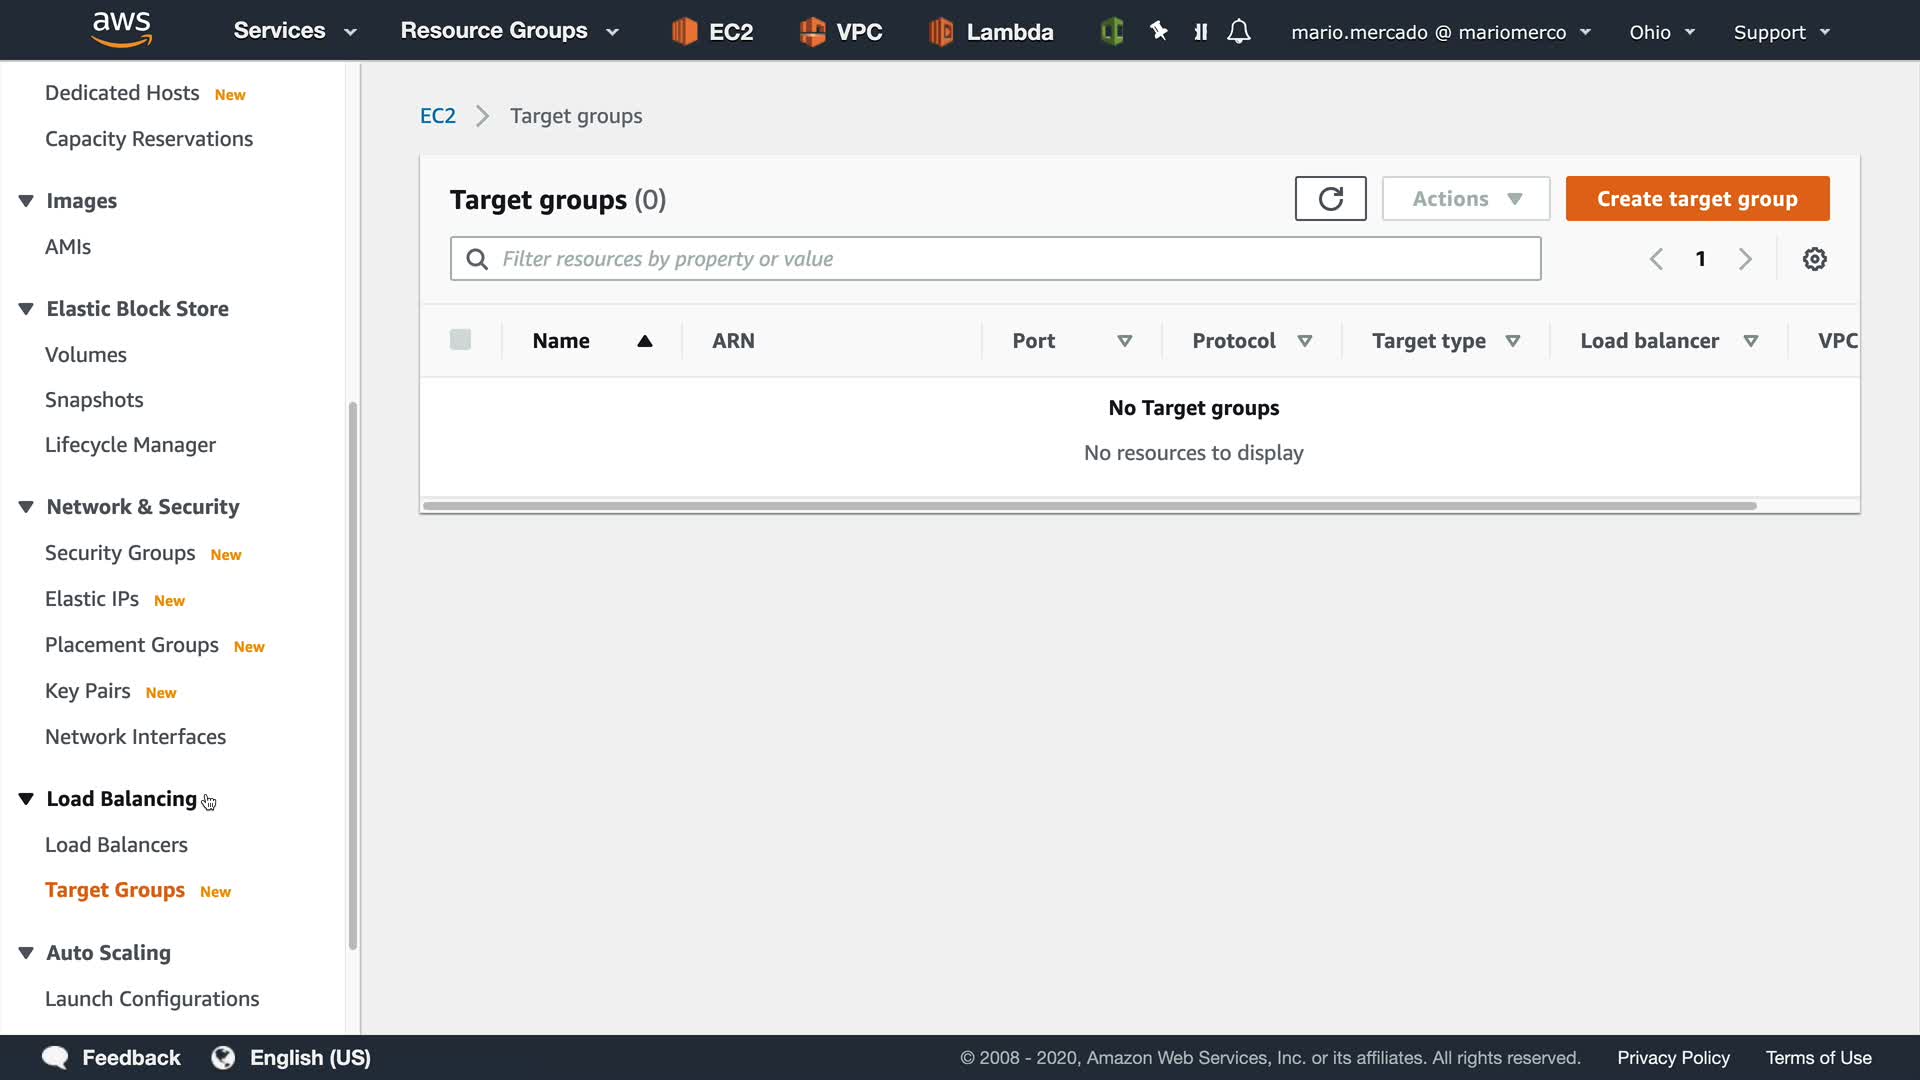 aws
Services
Resource Groups
EC2
VPC
Lambda
mario.mercado @ mariomerco
Ohio
Support
Dedicated Hosts New
Capacity Reservations
Images
AMIs
Elastic Block Store
Volumes
Snapshots
Lifecycle Manager
Network & Security
Security Groups New
Elastic IPs New
Placement Groups New
Key Pairs New
Network Interfaces
Load Balancing
Load Balancers
Target Groups New
Auto Scaling
Launch Configurations
EC2 > Target groups
Target groups (0)
Actions
Create target group
Filter resources by property or value
1
Name
ARN
Port
Protocol
Target type
Load balancer
VPC
No Target groups
No resources to display
Feedback
English (US)
© 2008 - 2020, Amazon Web Services, Inc. or its affiliates. All rights reserved.
Privacy Policy
Terms of Use